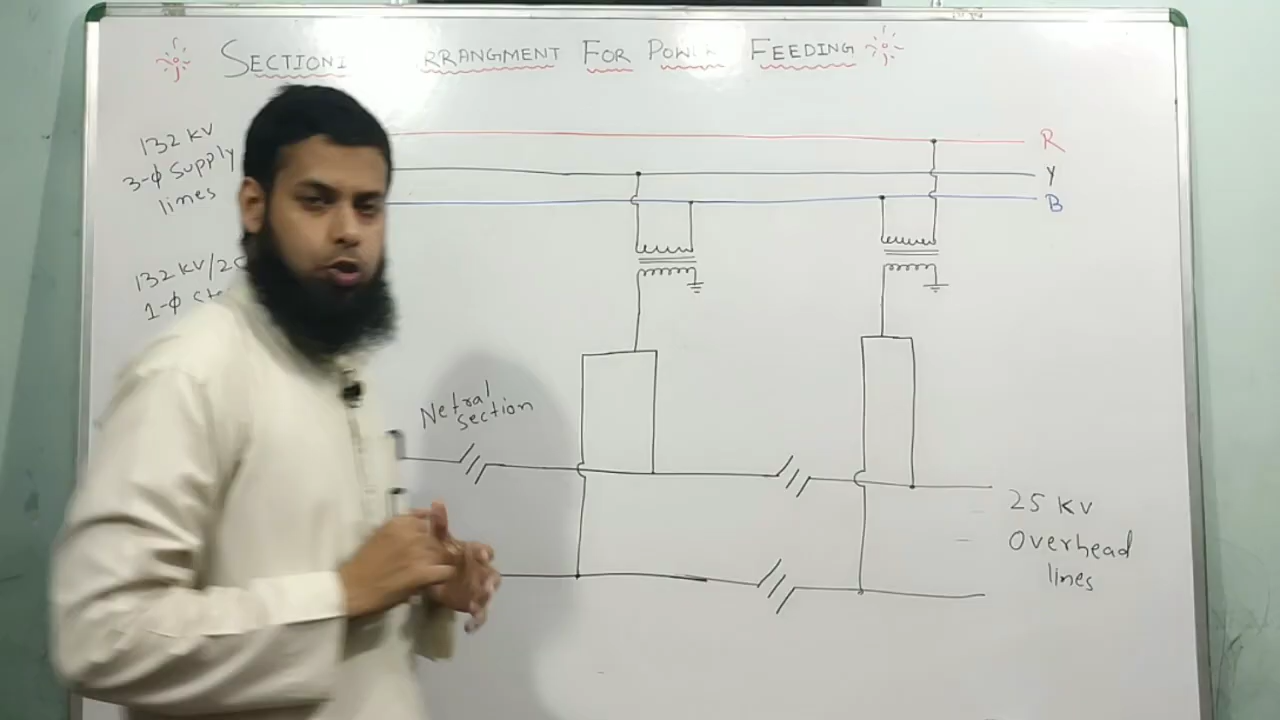 SECTIONI RRANGMENT FOR POW FEEDING
132 KV
3-ϕ Supply
lines
132 KV/2
1-ϕ St
R
Y
B
Netral
section
25 KV
Overhead
lines